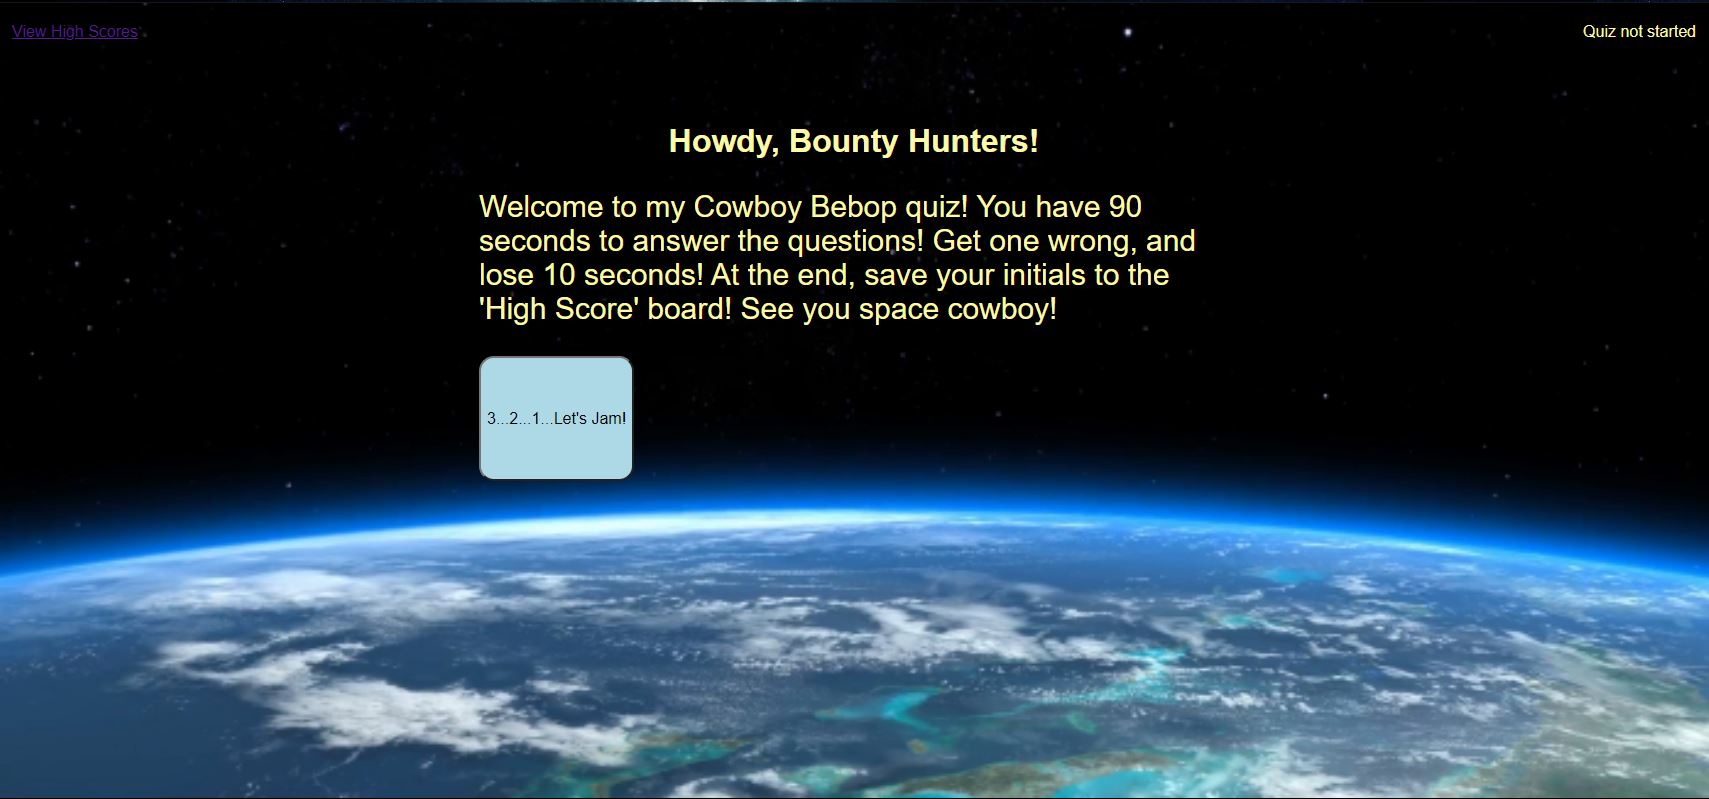 View High Scores
Quiz not started
Howdy, Bounty Hunters!
Welcome to my Cowboy Bebop quiz! You have 90
seconds to answer the questions! Get one wrong, and
lose 10 seconds! At the end, save your initials to the
'High Score' board! See you space cowboy!
3...2...1...Let's Jam!